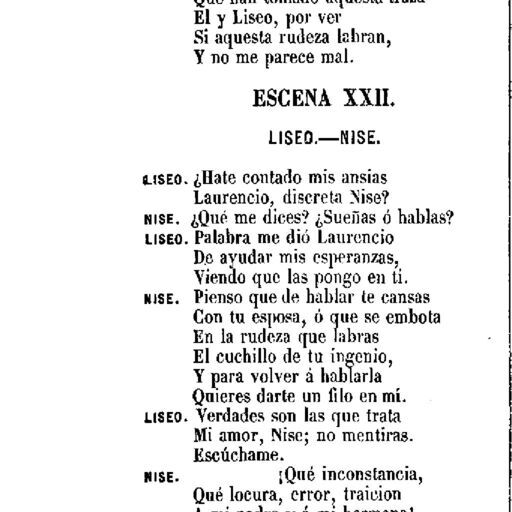 Que han tomado aquesta traza
El y Liseo, por ver
Si aquesta rudeza labran,
Y no me parece mal.
ESCENA XXII.
LISEO.—NISE.
LISEO. ¿Hate contado mis ansias
Laurencio, discreta Nise?
NISE. ¿Qué me dices? ¿Sueñas ó hablas?
LISEO. Palabra me dió Laurencio
De ayudar mis esperanzas,
Viendo que las pongo en ti.
NISE. Pienso que de hablar te cansas
Con tu esposa, ó que se embota
En la rudeza que labras
El cuchillo de tu ingenio,
Y para volver á hablarla
Quieres darte un filo en mí.
LISEO. Verdades son las que trata
Mi amor, Nise; no mentiras.
Escúchame.
NISE. ¡Qué inconstancia,
Qué locura, error, traicion
A mi padre y á mi hermana!